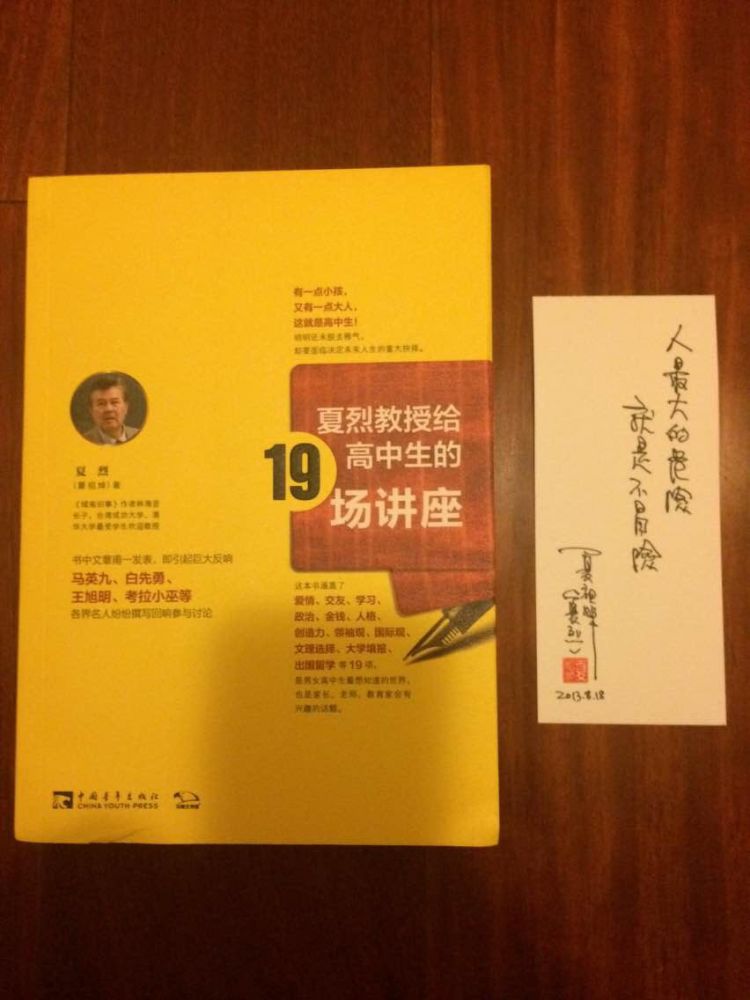 有一点小孩，
又有一点大人，
这就是高中生！
明明还未脱去稚气，
却要面临决定未来人生的重大抉择。
夏烈教授给
高中生的
19
场讲座
夏 烈
（夏祖焯）著
《城南旧事》作者林海音
长子，台湾成功大学、清
华大学最受学生欢迎教授
书中文章甫一发表，即引起巨大反响
马英九、白先勇、
王旭明、考拉小巫等
各界名人纷纷撰写回响参与讨论
这本书涵盖了
爱情、交友、学习、
政治、金钱、人格、
创造力、领袖观、国际观、
文理选择、大学填报、
出国留学 等19项，
是男女高中生最想知道的世界，
也是家长、老师、教育家会有
兴趣的话题。
中国青年出版社
CHINA YOUTH PRESS
人最大的危險
就是不冒險
夏祖焯
（夏烈）
2013.8.18